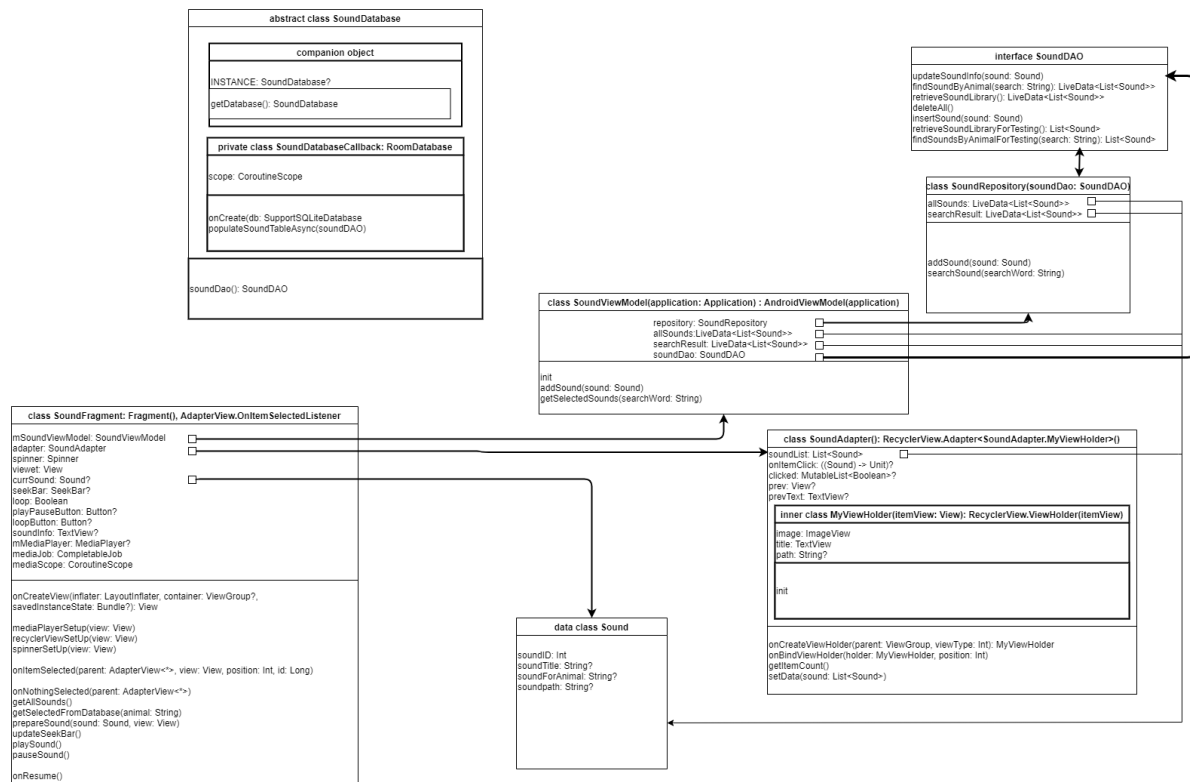 abstract class SoundDatabase
companion object
INSTANCE: SoundDatabase?
getDatabase(): SoundDatabase
private class SoundDatabaseCallback: RoomDatabase
scope: CoroutineScope
onCreate(db: SupportSQLiteDatabase
populateSoundTableAsync(soundDAO)
soundDao(): SoundDAO
interface SoundDAO
updateSoundInfo(sound: Sound)
findSoundByAnimal(search: String): LiveData<List<Sound>>
retrieveSoundLibrary(): LiveData<List<Sound>>
deleteAll()
insertSound(sound: Sound)
retrieveSoundLibraryForTesting(): List<Sound>
findSoundsByAnimalForTesting(search: String): List<Sound>
class SoundRepository(soundDao: SoundDAO)
allSounds: LiveData<List<Sound>>
searchResult: LiveData<List<Sound>>
addSound(sound: Sound)
searchSound(searchWord: String)
class SoundViewModel(application: Application) : AndroidViewModel(application)
repository: SoundRepository
allSounds:LiveData<List<Sound>>
searchResult: LiveData<List<Sound>>
soundDao: SoundDAO
init
addSound(sound: Sound)
getSelectedSounds(searchWord: String)
class SoundFragment: Fragment(), AdapterView.OnItemSelectedListener
mSoundViewModel: SoundViewModel
adapter: SoundAdapter
spinner: Spinner
viewet: View
currSound: Sound?
seekBar: SeekBar?
loop: Boolean
playPauseButton: Button?
loopButton: Button?
soundInfo: TextView?
mMediaPlayer: MediaPlayer?
mediaJob: CompletableJob
mediaScope: CoroutineScope
onCreateView(inflater: LayoutInflater, container: ViewGroup?,
savedInstanceState: Bundle?): View
mediaPlayerSetup(view: View)
recyclerViewSetUp(view: View)
spinnerSetUp(view: View)
onItemSelected(parent: AdapterView<*>, view: View, position: Int, id: Long)
onNothingSelected(parent: AdapterView<*>)
getAllSounds()
getSelectedFromDatabase(animal: String)
prepareSound(sound: Sound, view: View)
updateSeekBar()
playSound()
pauseSound()
onResume()
class SoundAdapter(): RecyclerView.Adapter<SoundAdapter.MyViewHolder>()
soundList: List<Sound>
onItemClick: ((Sound) -> Unit)?
clicked: MutableList<Boolean>?
prev: View?
prevText: TextView?
inner class MyViewHolder(itemView: View): RecyclerView.ViewHolder(itemView)
image: ImageView
title: TextView
path: String?
init
onCreateViewHolder(parent: ViewGroup, viewType: Int): MyViewHolder
onBindViewHolder(holder: MyViewHolder, position: Int)
getItemCount()
setData(sound: List<Sound>)
data class Sound
soundID: Int
soundTitle: String?
soundForAnimal: String?
soundpath: String?